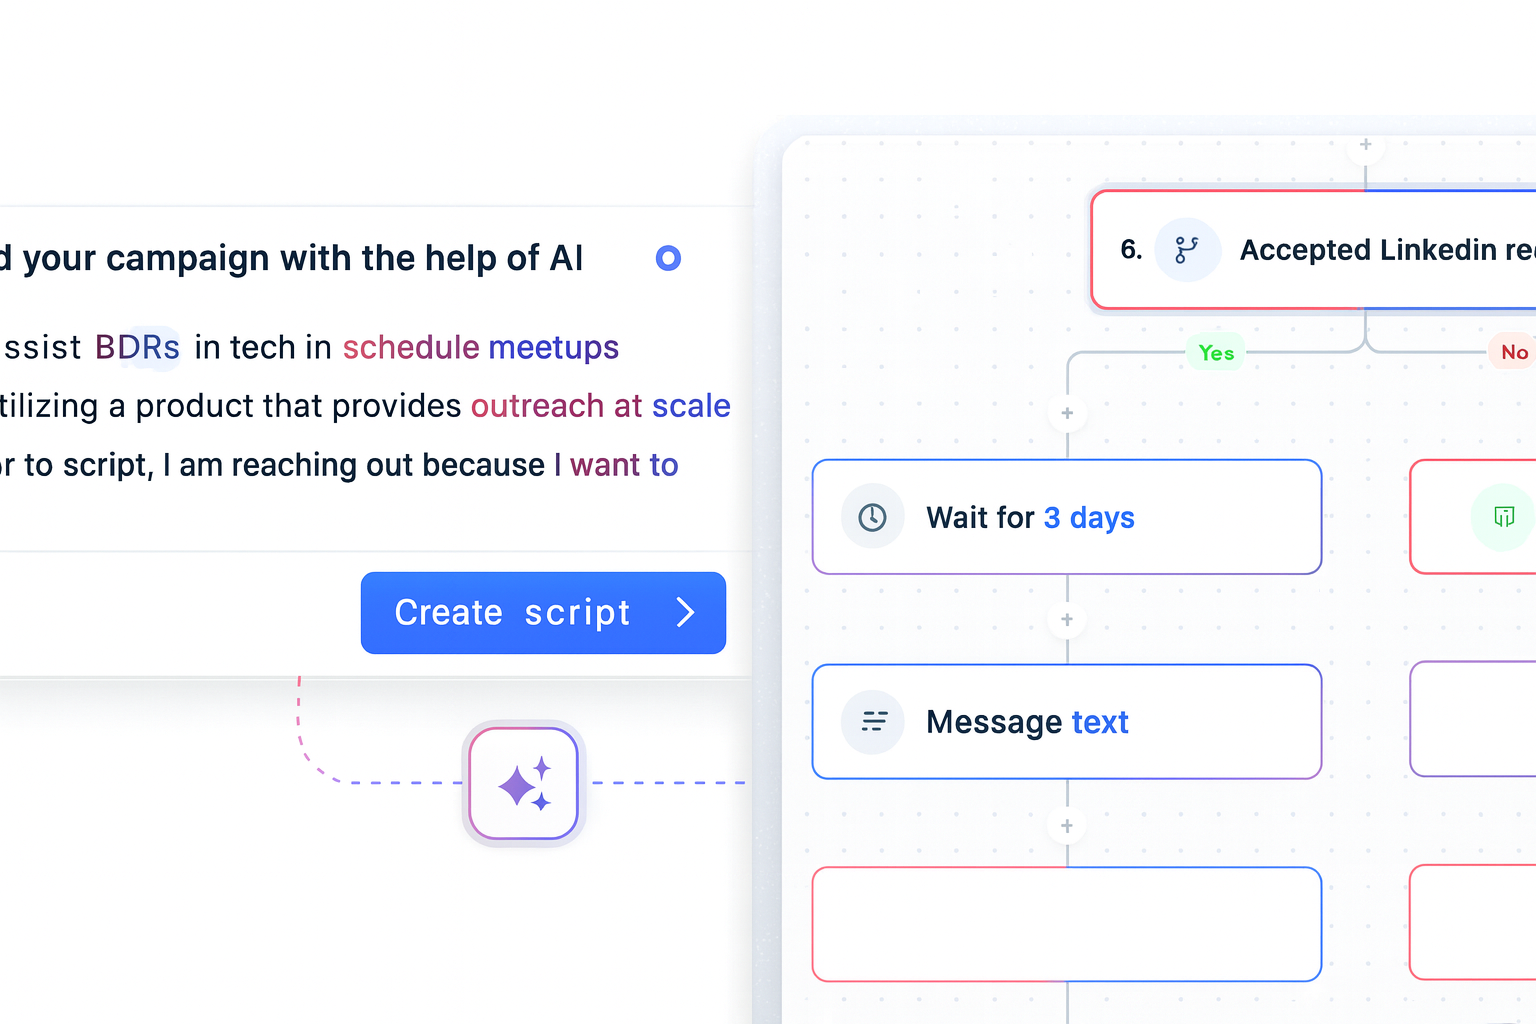 d your campaign with the help of AI
ssist BDRs in tech in schedule meetups
tilizing a product that provides outreach at scale
r to script, I am reaching out because I want to
Create script
6. Accepted Linkedin re
Yes
No
Wait for 3 days
Message text